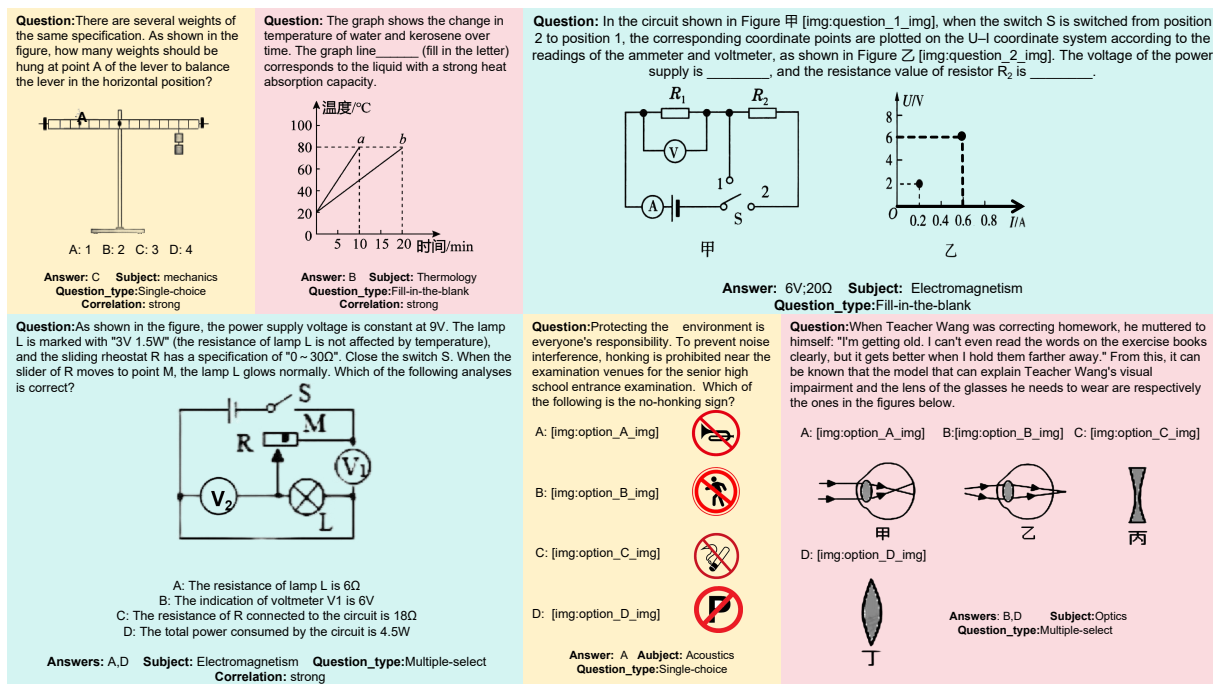 Question:There are several weights of
the same specification. As shown in the
figure, how many weights should be
hung at point A of the lever to balance
the lever in the horizontal position?
A
A: 1 B: 2 C: 3 D: 4
Answer: C Subject: mechanics
Question_type:Single-choice
Correlation: strong
Question: The graph shows the change in
temperature of water and kerosene over
time. The graph line______ (fill in the letter)
corresponds to the liquid with a strong heat
absorption capacity.
温度/°C
100
80
60
40
20
0
a
b
5 10 15 20 时间/min
Answer: B Subject: Thermology
Question_type:Fill-in-the-blank
Correlation: strong
Question: In the circuit shown in Figure 甲 [img:question_1_img], when the switch S is switched from position
2 to position 1, the corresponding coordinate points are plotted on the U–I coordinate system according to the
readings of the ammeter and voltmeter, as shown in Figure 乙 [img:question_2_img]. The voltage of the power
supply is ________, and the resistance value of resistor R2 is ________.
R1 R2
V
1
2
A
S
甲
U/V
8
6
4
2
O
0.2 0.4 0.6 0.8 I/A
乙
Answer: 6V;20Ω Subject: Electromagnetism
Question_type:Fill-in-the-blank
Question:As shown in the figure, the power supply voltage is constant at 9V. The lamp
L is marked with "3V 1.5W" (the resistance of lamp L is not affected by temperature),
and the sliding rheostat R has a specification of "0～30Ω". Close the switch S. When the
slider of R moves to point M, the lamp L glows normally. Which of the following analyses
is correct?
S
M
R
V1
V2
L
A: The resistance of lamp L is 6Ω
B: The indication of voltmeter V1 is 6V
C: The resistance of R connected to the circuit is 18Ω
D: The total power consumed by the circuit is 4.5W
Answers: A,D Subject: Electromagnetism Question_type:Multiple-select
Correlation: strong
Question:Protecting the environment is
everyone's responsibility. To prevent noise
interference, honking is prohibited near the
examination venues for the senior high
school entrance examination. Which of
the following is the no-honking sign?
A: [img:option_A_img]
B: [img:option_B_img]
C: [img:option_C_img]
D: [img:option_D_img]
P
Answer: A Aubject: Acoustics
Question_type:Single-choice
Question:When Teacher Wang was correcting homework, he muttered to
himself: "I'm getting old. I can't even read the words on the exercise books
clearly, but it gets better when I hold them farther away." From this, it can
be known that the model that can explain Teacher Wang's visual
impairment and the lens of the glasses he needs to wear are respectively
the ones in the figures below.
A: [img:option_A_img] B:[img:option_B_img] C: [img:option_C_img]
甲 乙 丙
D: [img:option_D_img]
丁
Answers: B,D Subject:Optics
Question_type:Multiple-select